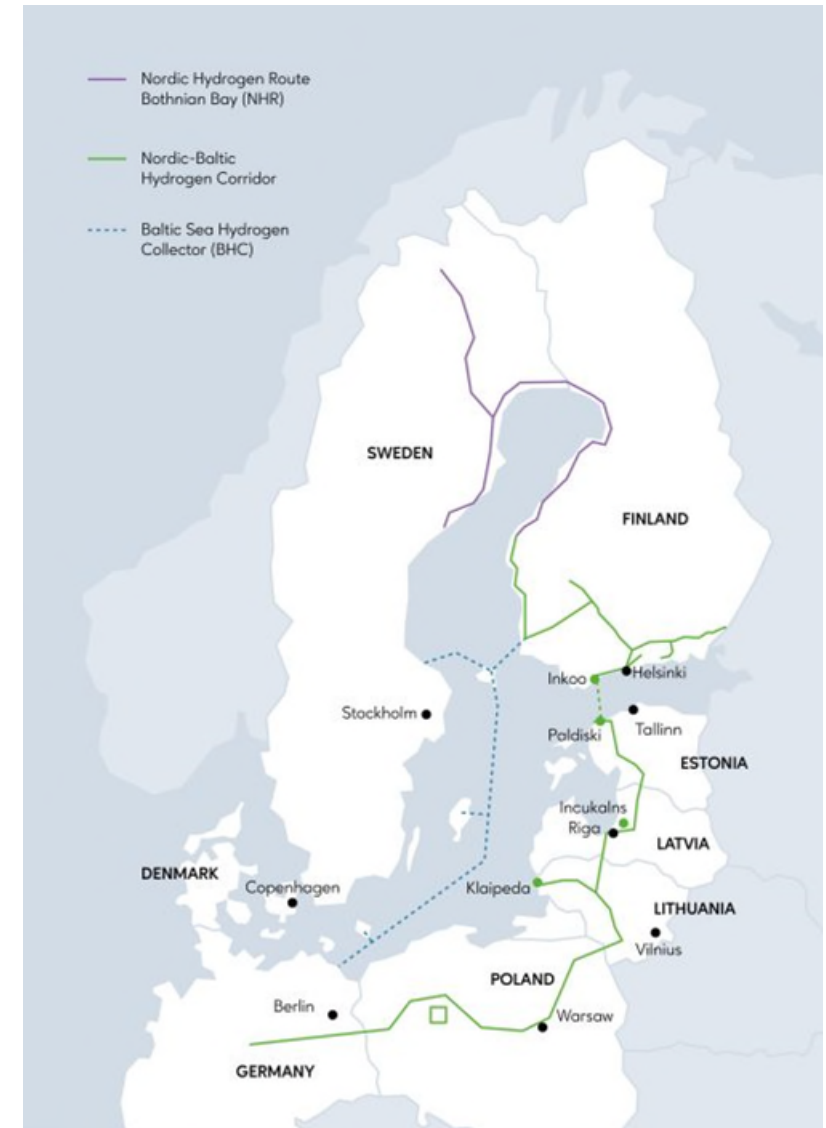 Nordic Hydrogen Route
Bothnian Bay (NHR)
Nordic-Baltic
Hydrogen Corridor
Baltic Sea Hydrogen
Collector (BHC)
SWEDEN
FINLAND
Inkoo
Helsinki
Stockholm
Paldiski
Tallinn
ESTONIA
Incukalns
Riga
LATVIA
DENMARK
Copenhagen
Klaipeda
LITHUANIA
Vilnius
POLAND
Berlin
Warsaw
GERMANY